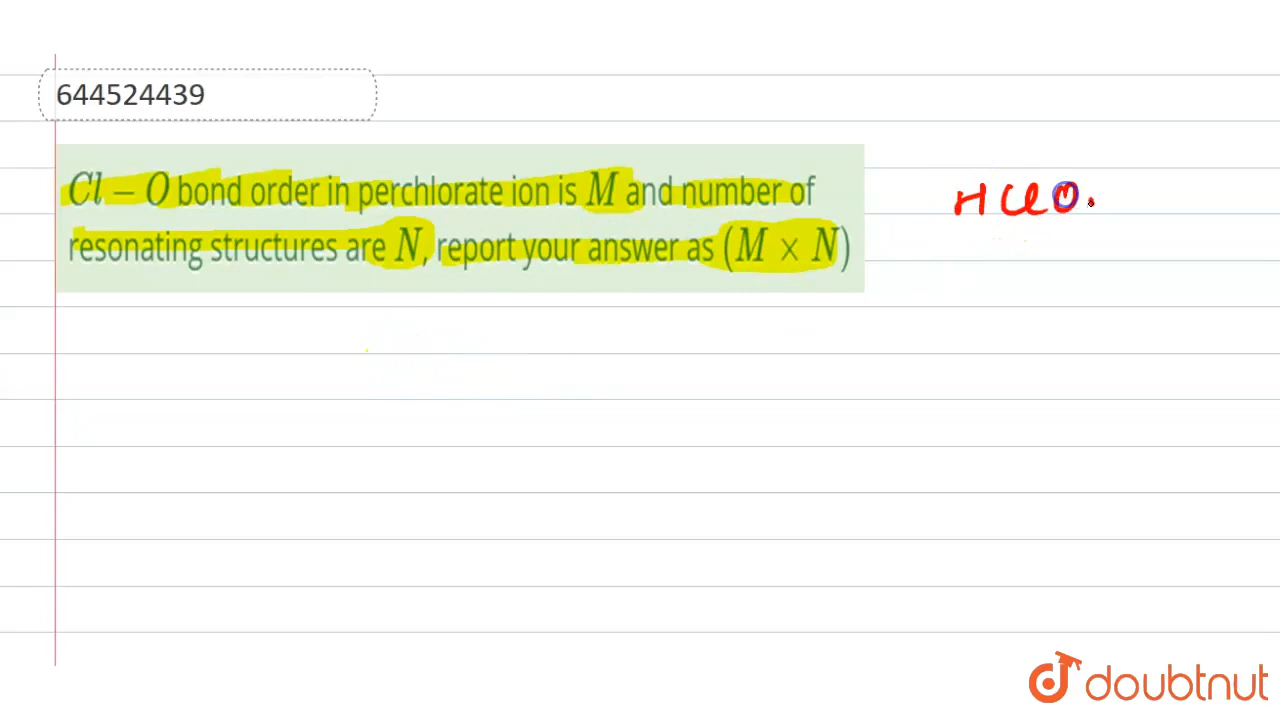 644524439
Cl − O bond order in perchlorate ion is M and number of
resonating structures are N, report your answer as (M × N)
HClO
doubtnut